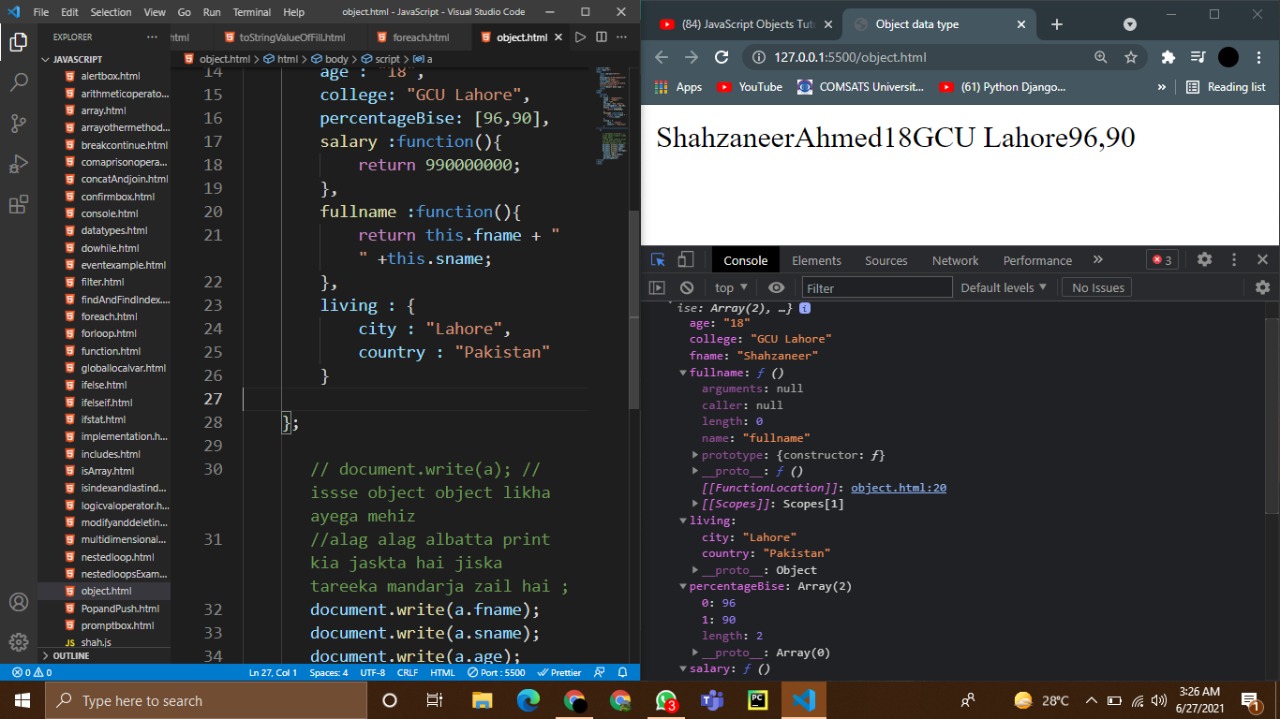 File Edit Selection View Go Run Terminal Help object.html - JavaScript - Visual Studio Code
EXPLORER
JAVASCRIPT
alertbox.html
arithmeticoperato...
array.html
arrayothermethod...
breakcontinue.html
comaprisonopera...
concatAndjoin.html
confirmbox.html
console.html
datatypes.html
dowhile.html
eventexample.html
filter.html
findAndFindIndex....
foreach.html
forloop.html
function.html
globallocalvar.html
ifelse.html
ifelseif.html
ifstat.html
implementation.h...
includes.html
isArray.html
isindexandlastind...
logicvaloperator.h...
modifyanddeletin...
multidimensional...
nestedloop.html
nestedloopsExam...
object.html
PopandPush.html
promptbox.html
JS shah.js
OUTLINE
html toStringValueOfFill.html foreach.html object.html
object.html > html > body > script > a
14 age : "18",
15 college: "GCU Lahore",
16 percentageBise: [96,90],
17 salary :function(){
18 return 990000000;
19 },
20 fullname :function(){
21 return this.fname + "
" +this.sname;
22 },
23 living : {
24 city : "Lahore",
25 country : "Pakistan"
26 }
27
28 };
29
30 // document.write(a); //
issse object object likha
ayega mehiz
31 //alag alag albatta print
kia jaskta hai jiska
tareeka mandarja zail hai ;
32 document.write(a.fname);
33 document.write(a.sname);
34 document.write(a.age);
0 0 Ln 27, Col 1 Spaces: 4 UTF-8 CRLF HTML Port : 5500 Prettier
(84) JavaScript Objects Tut Object data type
127.0.0.1:5500/object.html
Apps YouTube COMSATS Universit... (61) Python Django... » Reading list
ShahzaneerAhmed18GCU Lahore96,90
Console Elements Sources Network Performance » 3
top Filter Default levels No Issues
ise: Array(2), …} i
age: "18"
college: "GCU Lahore"
fname: "Shahzaneer"
fullname: ƒ ()
arguments: null
caller: null
length: 0
name: "fullname"
prototype: {constructor: ƒ}
__proto__: ƒ ()
[[FunctionLocation]]: object.html:20
[[Scopes]]: Scopes[1]
living:
city: "Lahore"
country: "Pakistan"
__proto__: Object
percentageBise: Array(2)
0: 96
1: 90
length: 2
__proto__: Array(0)
salary: ƒ ()
Type here to search 3 PC 28°C 3:26 AM
6/27/2021 1